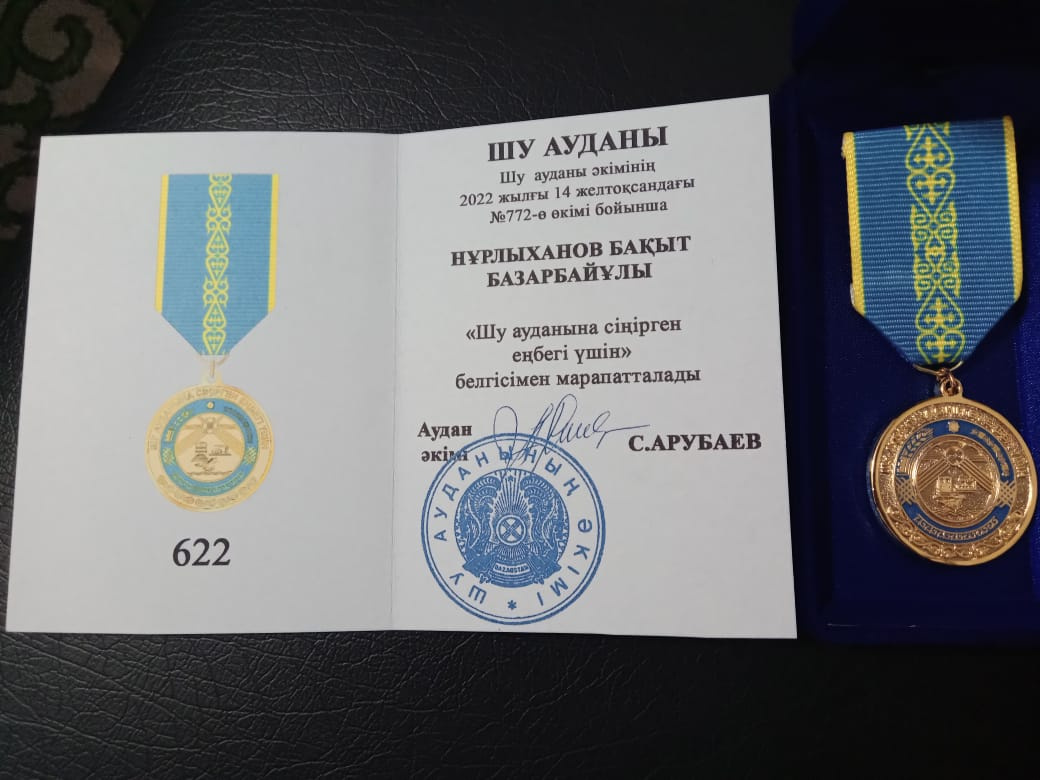 622
ШУ АУДАНЫ
Шу ауданы әкімінің
2022 жылғы 14 желтоқсандағы
№772-ө өкімі бойынша
НҰРЛЫХАНОВ БАҚЫТ
БАЗАРБАЙҰЛЫ
«Шу ауданына сіңірген
еңбегі үшін»
белгісімен марапатталады
Аудан
әкімі
С.АРУБАЕВ
ШУ АУДАНЫНЫҢ ӘКІМІ
QAZAQSTAN